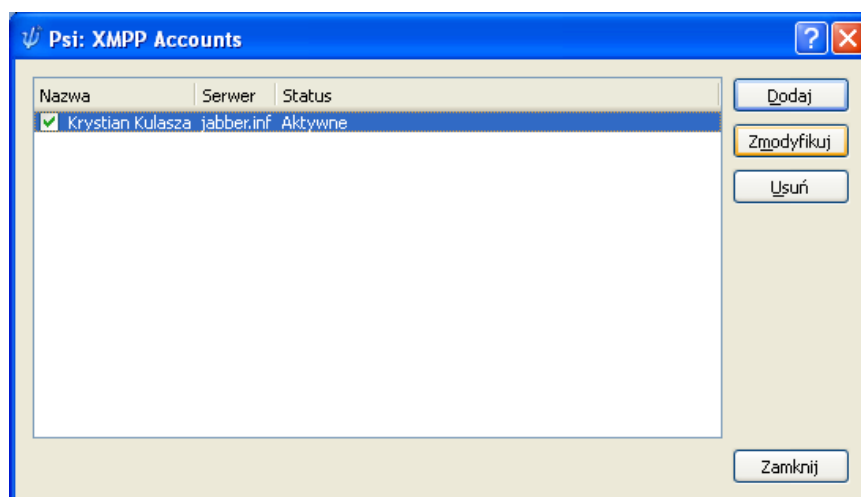 Psi: XMPP Accounts
Nazwa Serwer Status
Krystian Kulasza jabber.inf Aktywne
Dodaj
Zmodyfikuj
Usuń
Zamknij